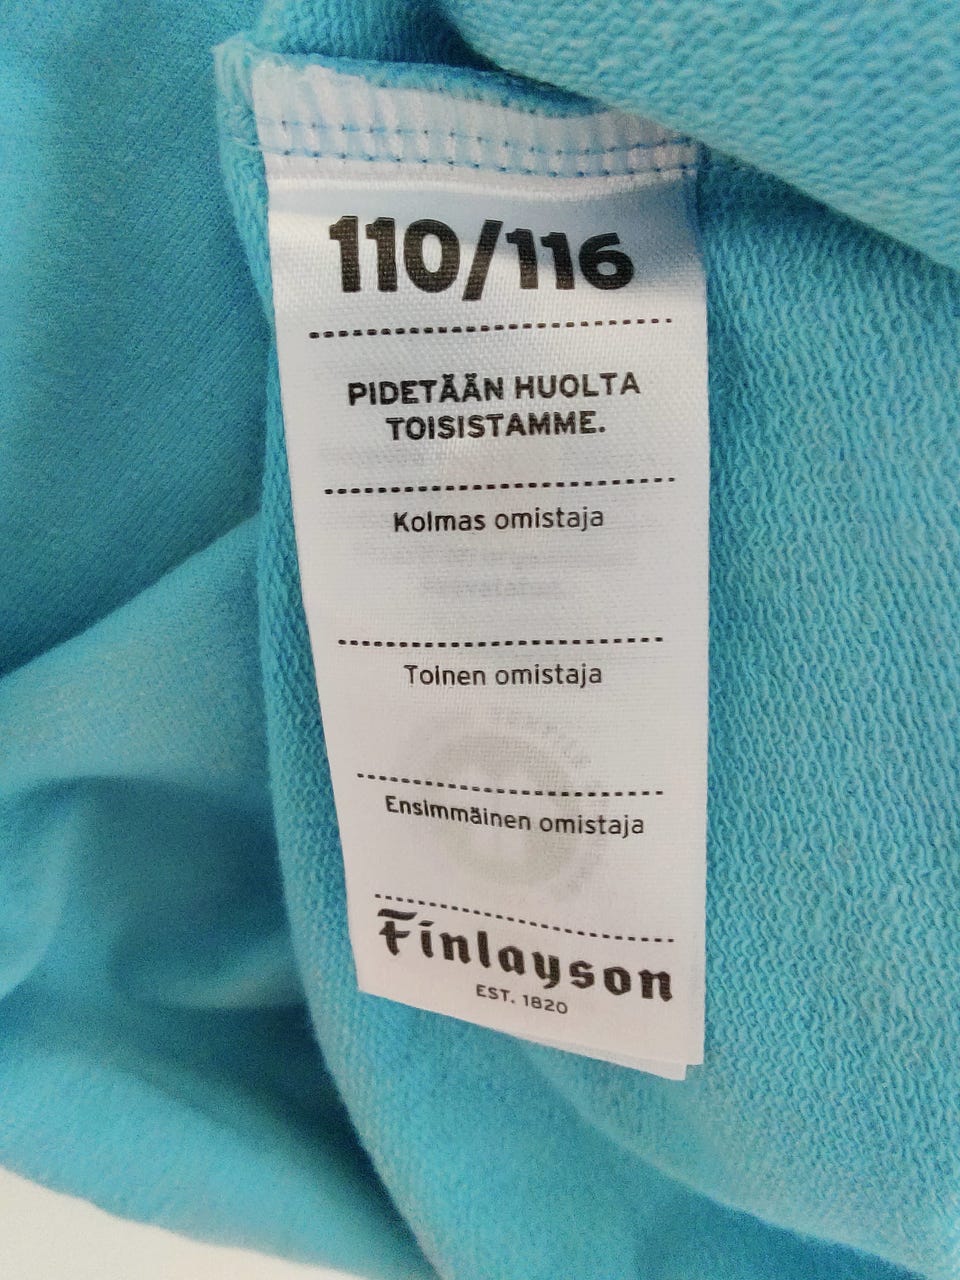 110/116
PIDETÄÄN HUOLTA
TOISISTAMME.
Kolmas omistaja
Toinen omistaja
Ensimmäinen omistaja
Finlayson
EST. 1820